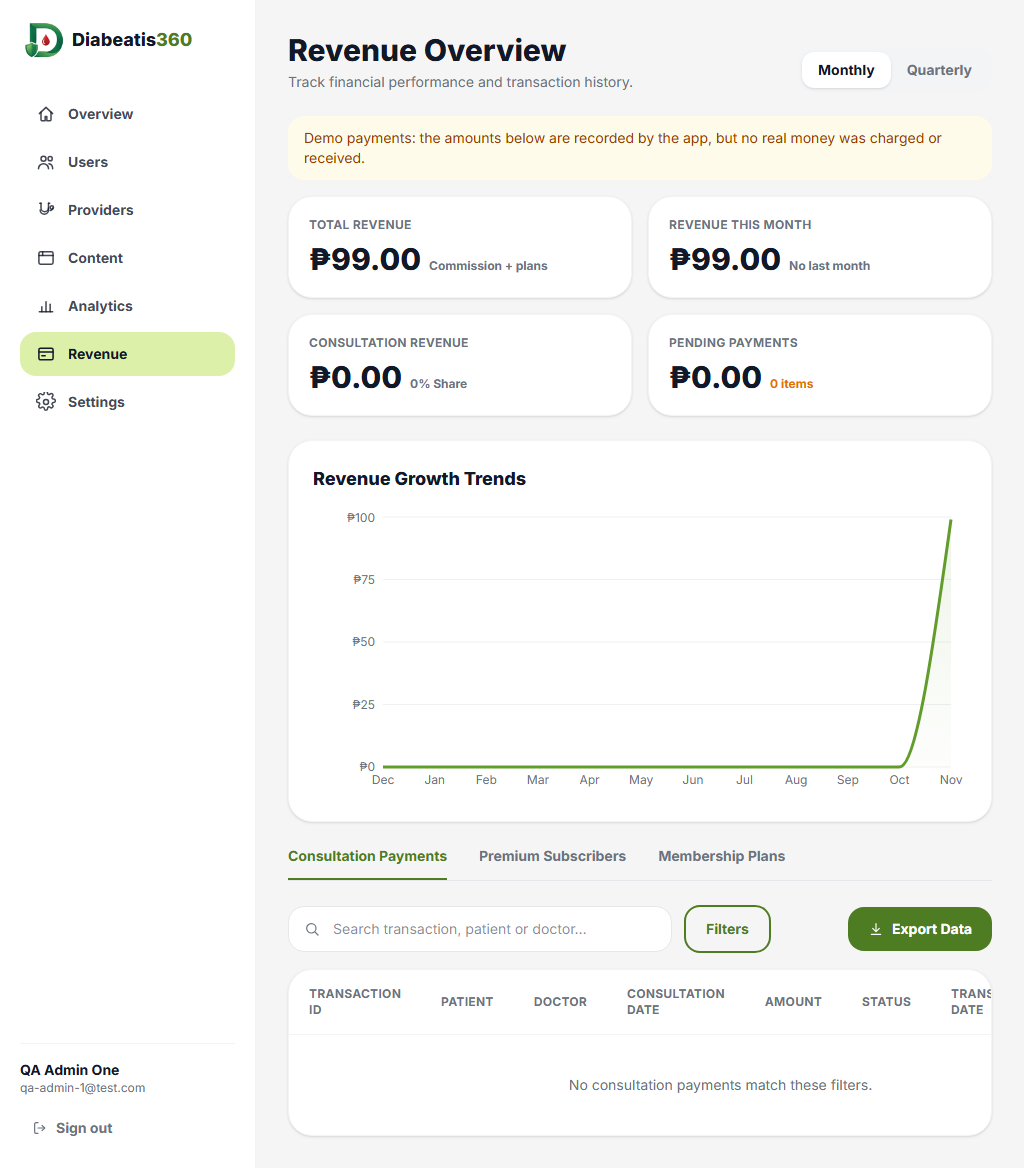 Diabeatis360
Overview
Users
Providers
Content
Analytics
Revenue
Settings
QA Admin One
qa-admin-1@test.com
Sign out
Revenue Overview
Track financial performance and transaction history.
Monthly
Quarterly
Demo payments: the amounts below are recorded by the app, but no real money was charged or
received.
TOTAL REVENUE
₱99.00 Commission + plans
REVENUE THIS MONTH
₱99.00 No last month
CONSULTATION REVENUE
₱0.00 0% Share
PENDING PAYMENTS
₱0.00 0 items
Revenue Growth Trends
₱100
₱75
₱50
₱25
₱0
Dec Jan Feb Mar Apr May Jun Jul Aug Sep Oct Nov
Consultation Payments
Premium Subscribers
Membership Plans
Search transaction, patient or doctor...
Filters
Export Data
TRANSACTION
ID
PATIENT
DOCTOR
CONSULTATION
DATE
AMOUNT
STATUS
TRANS
DATE
No consultation payments match these filters.